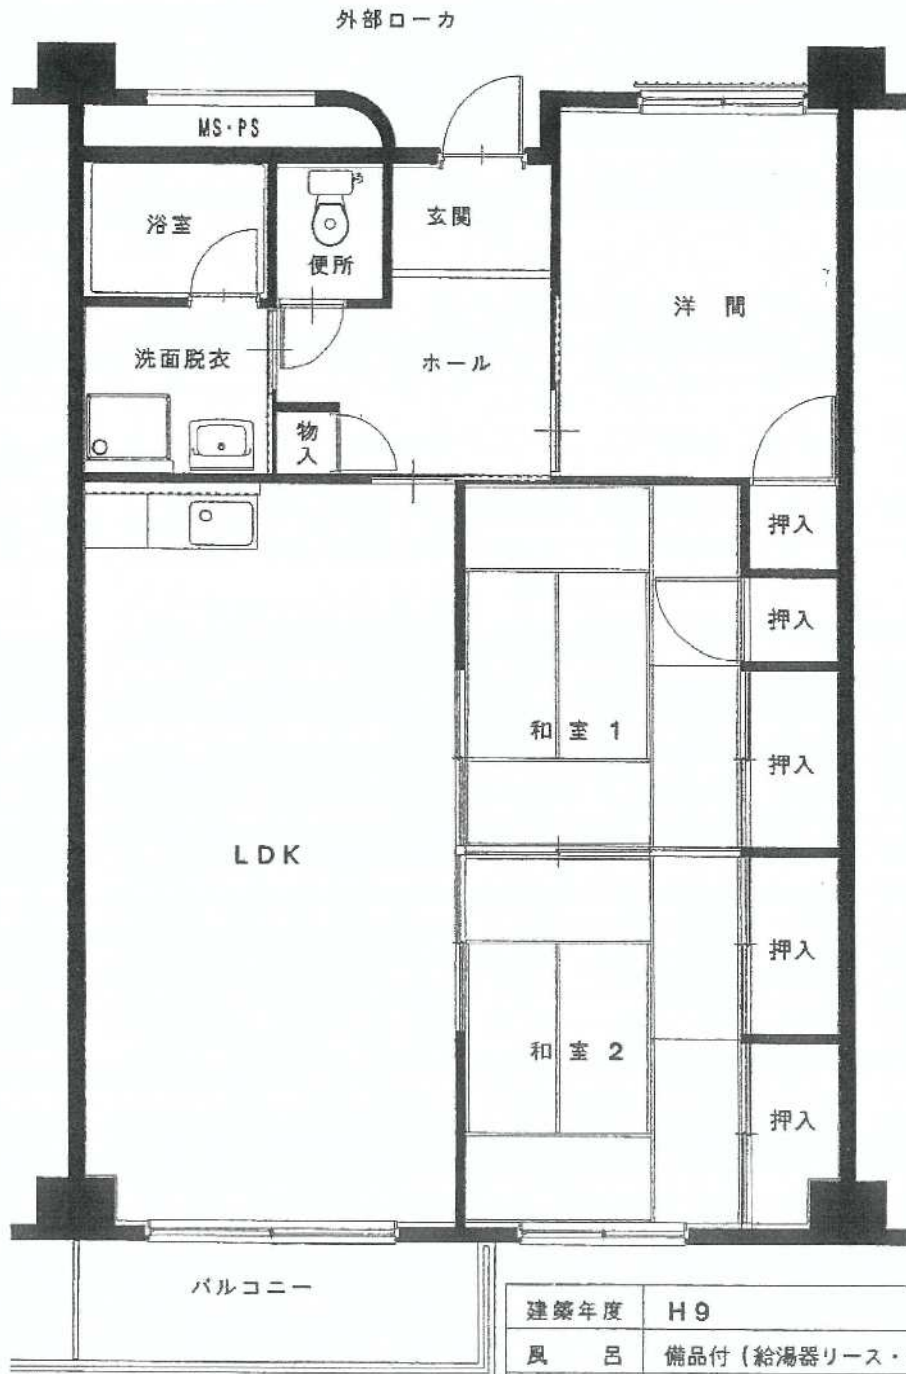 外部ローカ
MS・PS
浴室
便所
玄関
洋間
洗面脱衣
ホール
物入
押入
押入
和室1
押入
LDK
押入
和室2
押入
バルコニー
建築年度 H9
風呂 備品付(給湯器リース・